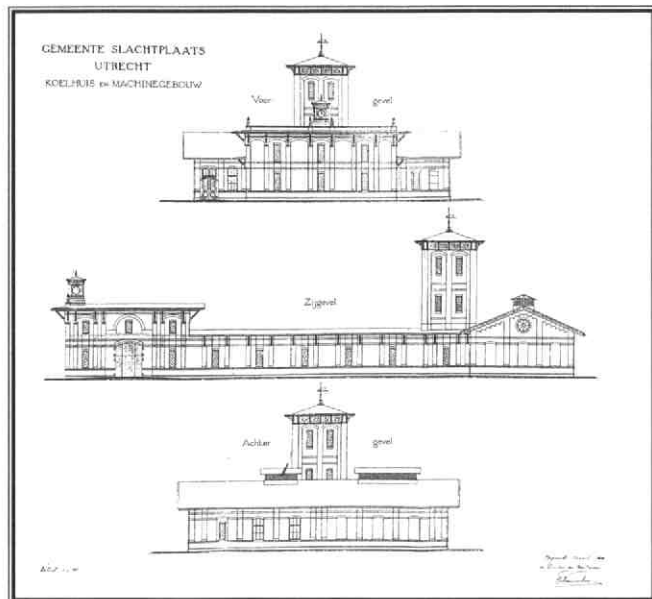 GEMEENTE SLACHTPLAATS
UTRECHT
KOELHUIS EN MACHINEGEBOUW
Voor gevel
Zijgevel
Achter gevel